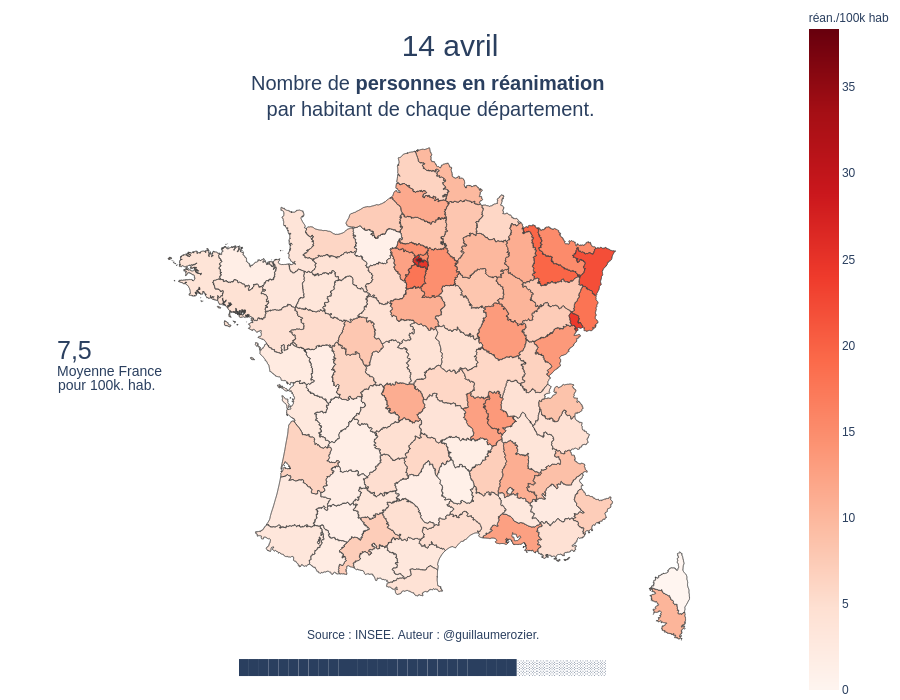 réan./100k hab
14 avril
Nombre de personnes en réanimation
par habitant de chaque département.
35
30
25
20
15
10
5
0
7,5
Moyenne France
pour 100k. hab.
Source : INSEE. Auteur : @guillaumerozier.